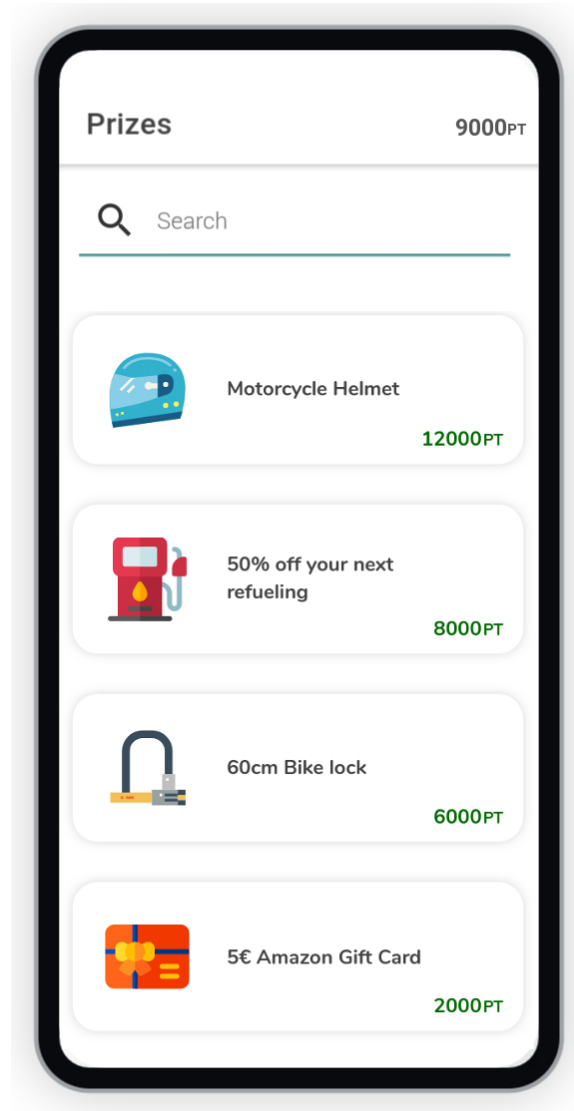 Prizes
9000PT
Search
Motorcycle Helmet
12000PT
50% off your next
refueling
8000PT
60cm Bike lock
6000PT
5€ Amazon Gift Card
2000PT